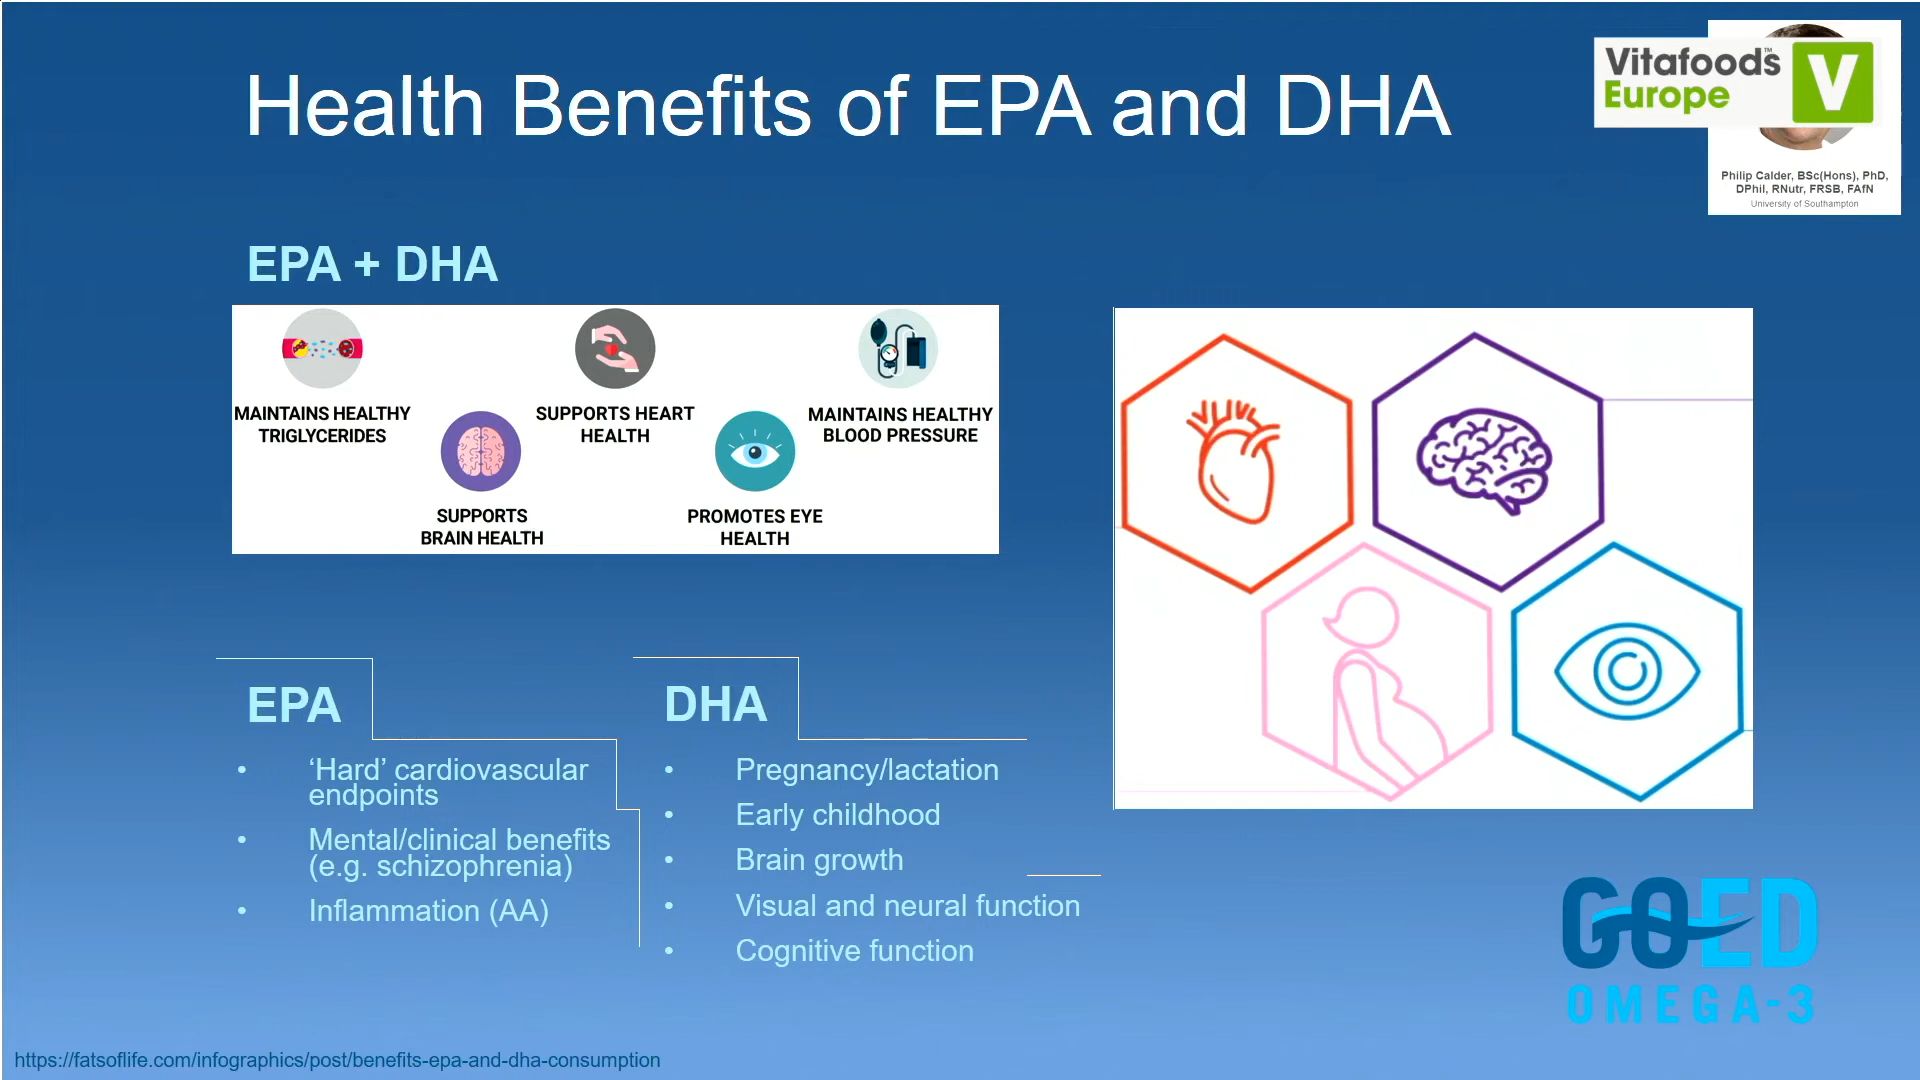 Health Benefits of EPA and DHA
Vitafoods™
Europe
V
Philip Calder, BSc(Hons), PhD,
DPhil, RNutr, FRSB, FAfN
University of Southampton
EPA + DHA
MAINTAINS HEALTHY
TRIGLYCERIDES
SUPPORTS HEART
HEALTH
MAINTAINS HEALTHY
BLOOD PRESSURE
SUPPORTS
BRAIN HEALTH
PROMOTES EYE
HEALTH
EPA
• ‘Hard’ cardiovascular
endpoints
• Mental/clinical benefits
(e.g. schizophrenia)
• Inflammation (AA)
DHA
• Pregnancy/lactation
• Early childhood
• Brain growth
• Visual and neural function
• Cognitive function
GOED
OMEGA-3
https://fatsoflife.com/infographics/post/benefits-epa-and-dha-consumption